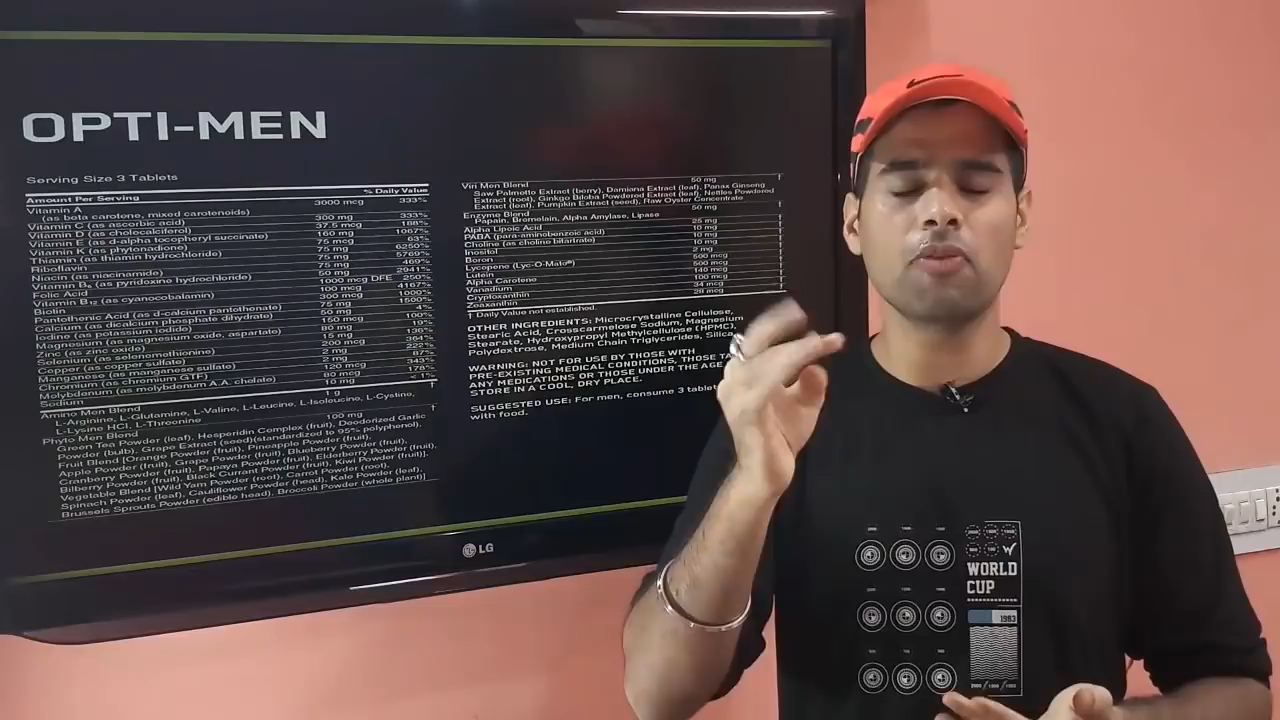 OPTI-MEN
Serving Size 3 Tablets
Amount Per Serving % Daily Value
Vitamin A 3000 mcg 333%
(as beta carotene, mixed carotenoids)
Vitamin C (as ascorbic acid) 300 mg 333%
Vitamin D (as cholecalciferol) 37.5 mcg 188%
Vitamin E (as d-alpha tocopheryl succinate) 160 mg 1067%
Vitamin K (as phytonadione) 75 mcg 63%
Thiamin (as thiamin hydrochloride) 75 mg 6250%
Riboflavin 75 mg 5769%
Niacin (as niacinamide) 75 mg 469%
Vitamin B6 (as pyridoxine hydrochloride) 50 mg 2941%
Folic Acid 1000 mcg DFE 250%
Vitamin B12 (as cyanocobalamin) 100 mcg 4167%
Biotin 300 mcg 1000%
Pantothenic Acid (as d-calcium pantothenate) 75 mg 1500%
Calcium (as dicalcium phosphate dihydrate) 50 mg 4%
Iodine (as potassium iodide) 150 mcg 100%
Magnesium (as magnesium oxide, aspartate) 80 mg 19%
Zinc (as zinc oxide) 15 mg 136%
Selenium (as selenomethionine) 200 mcg 364%
Copper (as copper sulfate) 2 mg 222%
Manganese (as manganese sulfate) 2 mg 87%
Chromium (as chromium GTF) 120 mcg 343%
Molybdenum (as molybdenum A.A. chelate) 80 mcg 178%
Sodium 10 mg < 1%
Amino Men Blend 1 g †
L-Arginine, L-Glutamine, L-Valine, L-Leucine, L-Isoleucine, L-Cystine,
L-Lysine HCl, L-Threonine
Phyto Men Blend 100 mg †
Green Tea Powder (leaf), Hesperidin Complex (fruit), Deodorized Garlic
Powder (bulb), Grape Extract (seed)(standardized to 95% polyphenol),
Fruit Blend [Orange Powder (fruit), Pineapple Powder (fruit),
Apple Powder (fruit), Grape Powder (fruit), Blueberry Powder (fruit),
Cranberry Powder (fruit), Papaya Powder (fruit), Elderberry Powder (fruit),
Bilberry Powder (fruit), Black Currant Powder (fruit), Kiwi Powder (fruit)],
Vegetable Blend [Wild Yam Powder (root), Carrot Powder (root),
Spinach Powder (leaf), Cauliflower Powder (head), Kale Powder (leaf),
Brussels Sprouts Powder (edible head), Broccoli Powder (whole plant)]
Viri Men Blend 50 mg †
Saw Palmetto Extract (berry), Damiana Extract (leaf), Panax Ginseng
Extract (root), Ginkgo Biloba Powdered Extract (leaf), Nettles Powdered
Extract (leaf), Pumpkin Extract (seed), Raw Oyster Concentrate
Enzyme Blend 50 mg †
Papain, Bromelain, Alpha Amylase, Lipase
Alpha Lipoic Acid 25 mg †
PABA (para-aminobenzoic acid) 10 mg †
Choline (as choline bitartrate) 10 mg †
Inositol 10 mg †
Boron 2 mg †
Lycopene (Lyc-O-Mato®) 500 mcg †
Lutein 500 mcg †
Alpha Carotene 140 mcg †
Vanadium 100 mcg †
Cryptoxanthin 34 mcg †
Zeaxanthin mcg †
† Daily Value not established.
OTHER INGREDIENTS: Microcrystalline Cellulose,
Stearic Acid, Croscarmellose Sodium, Magnesium
Stearate, Hydroxypropyl Methylcellulose (HPMC),
Polydextrose, Medium Chain Triglycerides, Silica
WARNING: NOT FOR USE BY THOSE WITH
PRE-EXISTING MEDICAL CONDITIONS, THOSE
ANY MEDICATIONS OR THOSE UNDER THE AGE
STORE IN A COOL, DRY PLACE.
SUGGESTED USE: For men, consume 3
with food.
LG
WORLD
CUP
1983